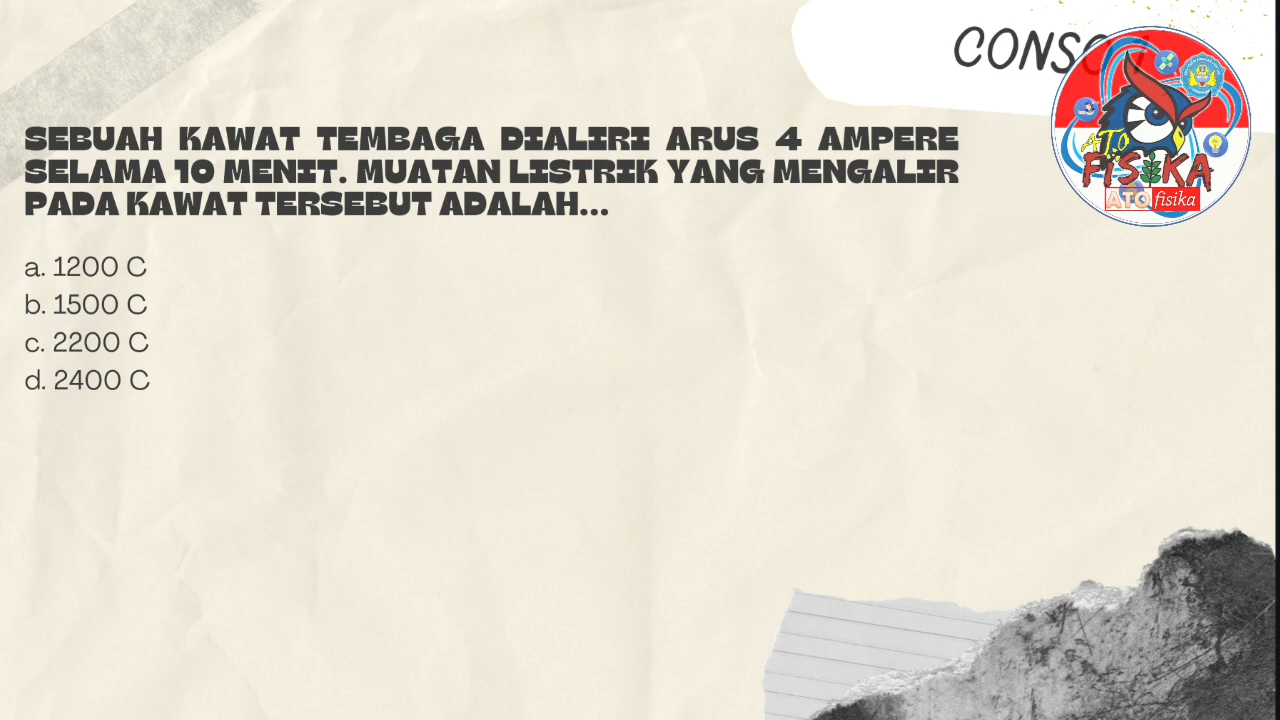 SEBUAH KAWAT TEMBAGA DIALIRI ARUS 4 AMPERE
SELAMA 10 MENIT. MUATAN LISTRIK YANG MENGALIR
PADA KAWAT TERSEBUT ADALAH...
a. 1200 C
b. 1500 C
c. 2200 C
d. 2400 C
ATO
FISIKA
ATO fisika